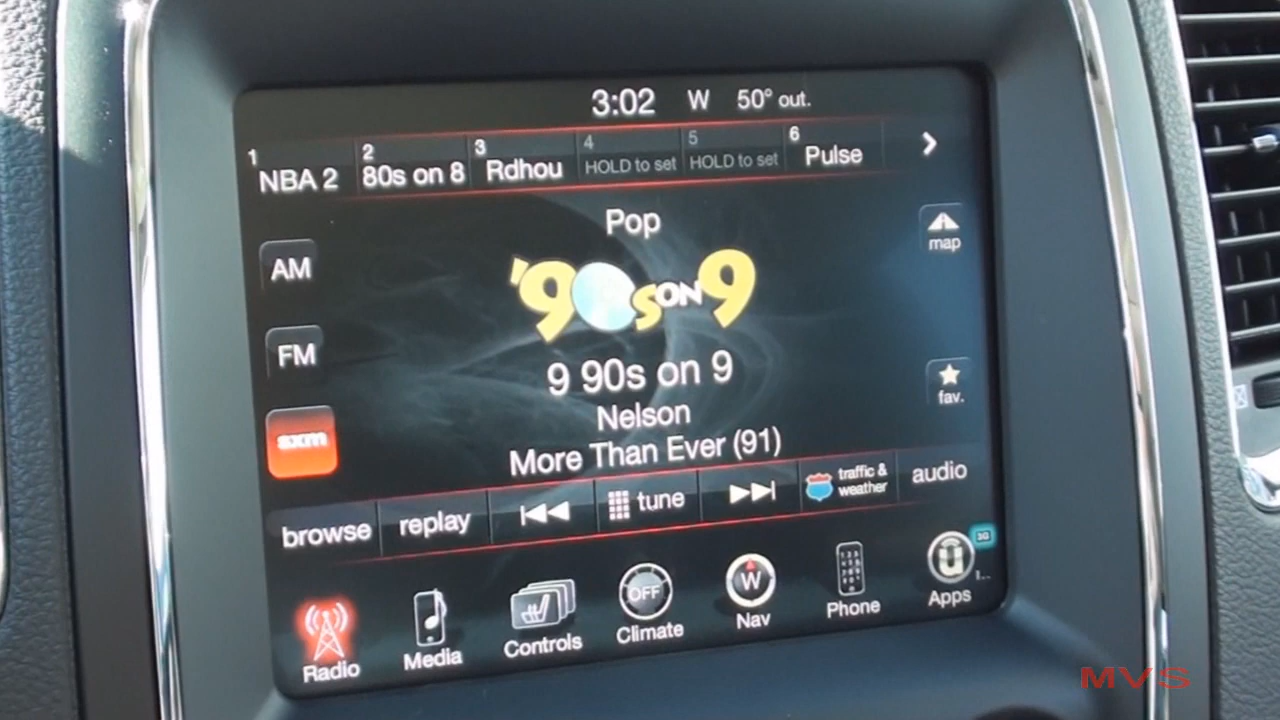 3:02 W 50° out.
1 NBA 2
2 80s on 8
3 Rdhou
4 HOLD to set
5 HOLD to set
6 Pulse
Pop
AM
'90s ON 9
map
FM
9 90s on 9
fav.
Nelson
sxm
More Than Ever (91)
browse
replay
tune
traffic & weather
audio
Radio
Media
Controls
OFF
Climate
W
Nav
Phone
3G
Apps
MVS